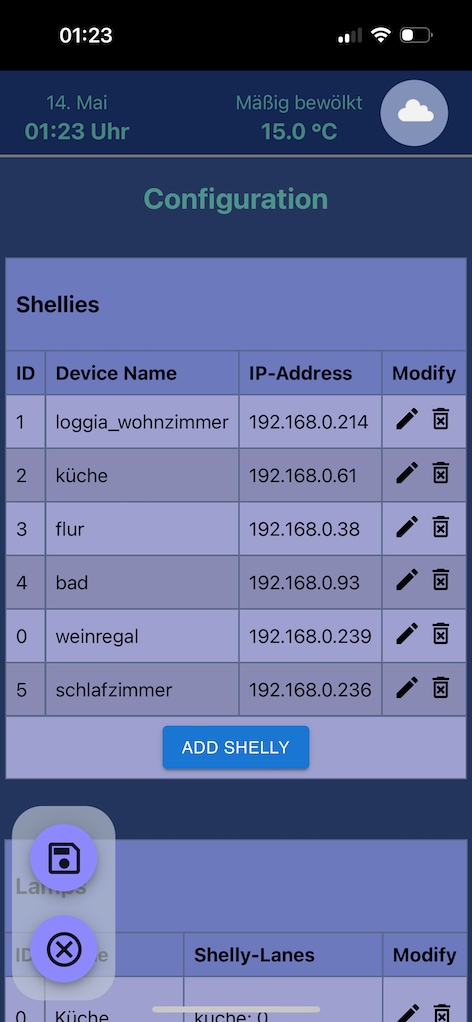 01:23
14. Mai
01:23 Uhr
Mäßig bewölkt
15.0 °C
Configuration
Shellies
ID Device Name IP-Address Modify
1 loggia_wohnzimmer 192.168.0.214
2 küche 192.168.0.61
3 flur 192.168.0.38
4 bad 192.168.0.93
0 weinregal 192.168.0.239
5 schlafzimmer 192.168.0.236
ADD SHELLY
Lamps
ID Shelly-Lanes Modify
0 Küche küche: 0